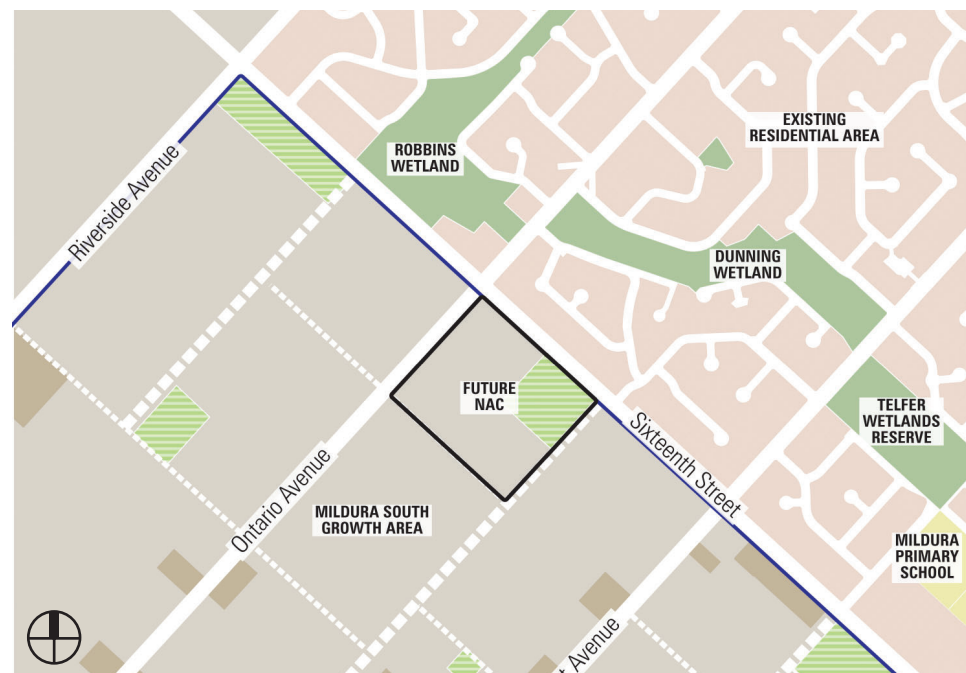 EXISTING
RESIDENTIAL AREA
ROBBINS
WETLAND
Riverside Avenue
DUNNING
WETLAND
FUTURE
NAC
TELFER
WETLANDS
RESERVE
Sixteenth Street
Ontario Avenue
MILDURA SOUTH
GROWTH AREA
MILDURA
PRIMARY
SCHOOL
t Avenue